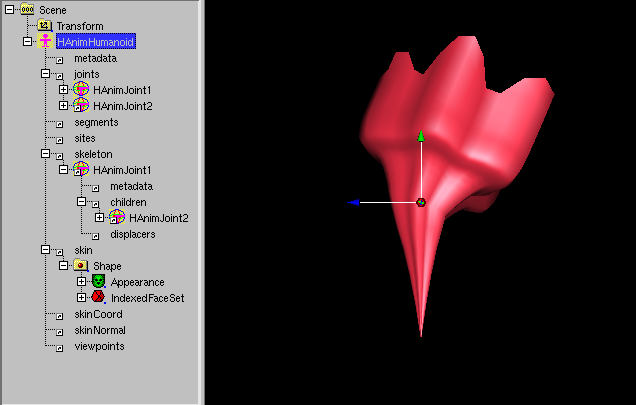 Scene
Transform
HAnimHumanoid
metadata
joints
HAnimJoint1
HAnimJoint2
segments
sites
skeleton
HAnimJoint1
metadata
children
HAnimJoint2
displacers
skin
Shape
Appearance
IndexedFaceSet
skinCoord
skinNormal
viewpoints